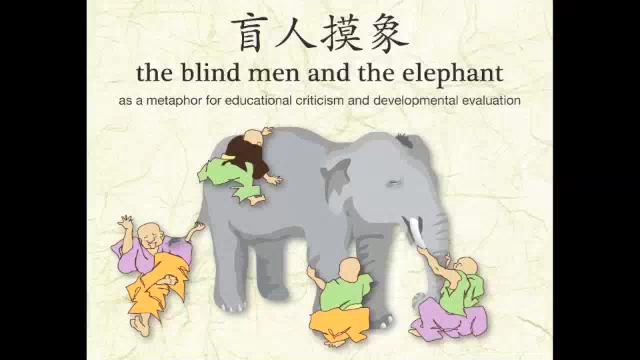 盲人摸象
the blind men and the elephant
as a metaphor for educational criticism and developmental evaluation